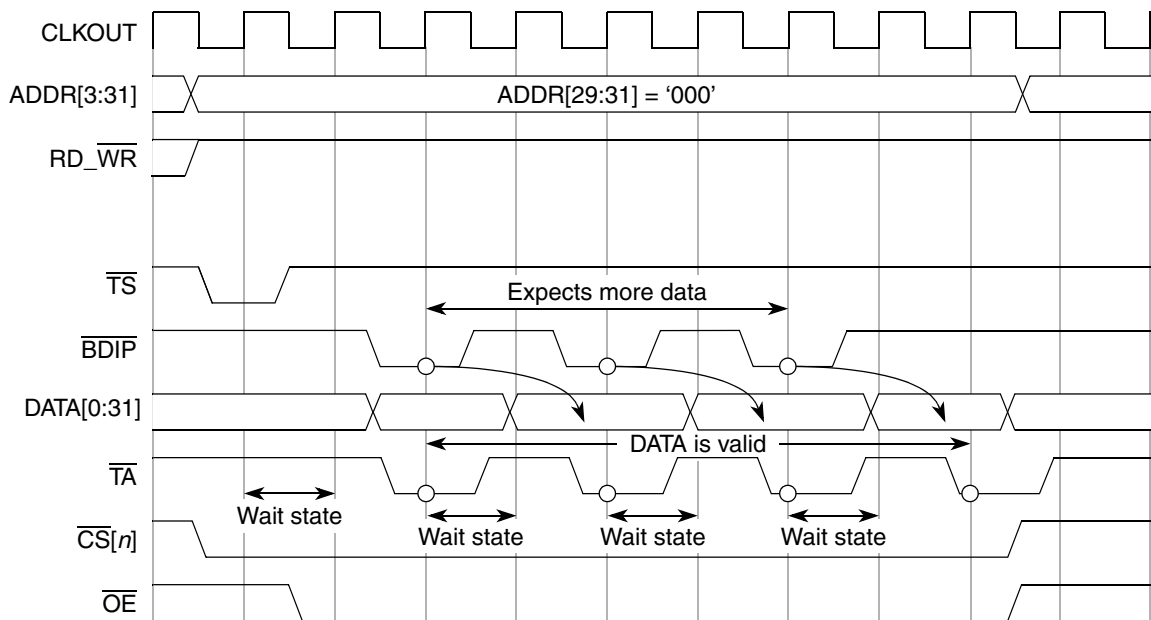 CLKOUT
ADDR[3:31]
ADDR[29:31] = ‘000’
RD_WR
TS
Expects more data
BDIP
DATA[0:31]
DATA is valid
TA
Wait state
Wait state
Wait state
Wait state
CS[n]
OE